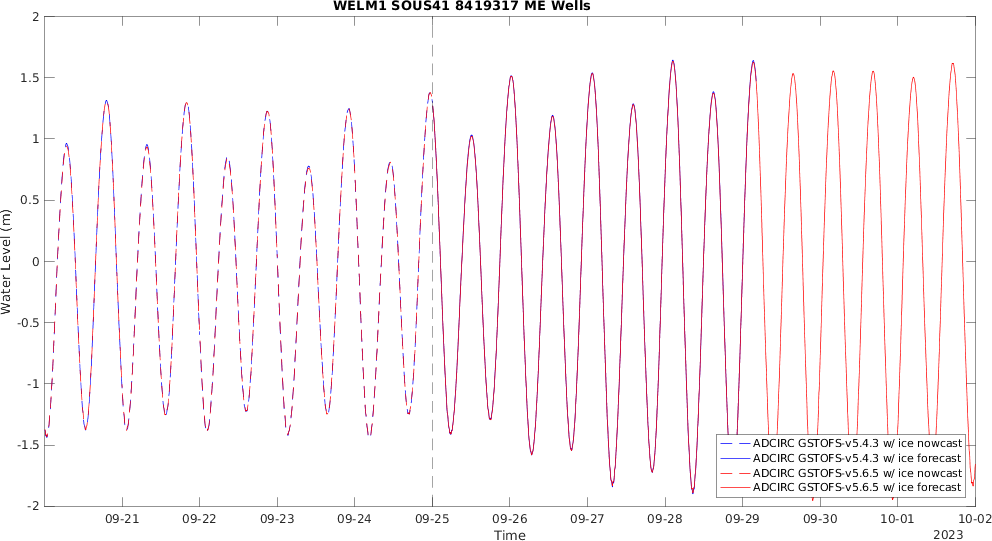 WELM1 SOUS41 8419317 ME Wells
2
1.5
1
0.5
0
-0.5
-1
-1.5
-2
Water Level (m)
ADCIRC GSTOFS-v5.4.3 w/ ice nowcast
ADCIRC GSTOFS-v5.4.3 w/ ice forecast
ADCIRC GSTOFS-v5.6.5 w/ ice nowcast
ADCIRC GSTOFS-v5.6.5 w/ ice forecast
09-21 09-22 09-23 09-24 09-25 09-26 09-27 09-28 09-29 09-30 10-01 10-02
Time
2023